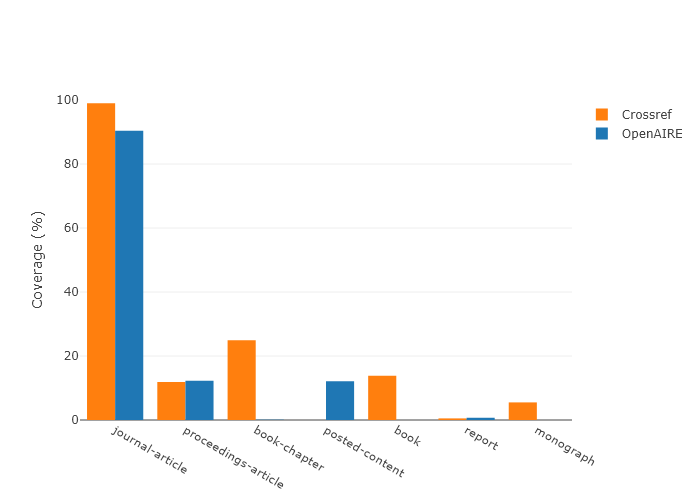 100
80
60
40
20
0
Coverage (%)
Crossref
OpenAIRE
journal-article
proceedings-article
book-chapter
posted-content
book
report
monograph